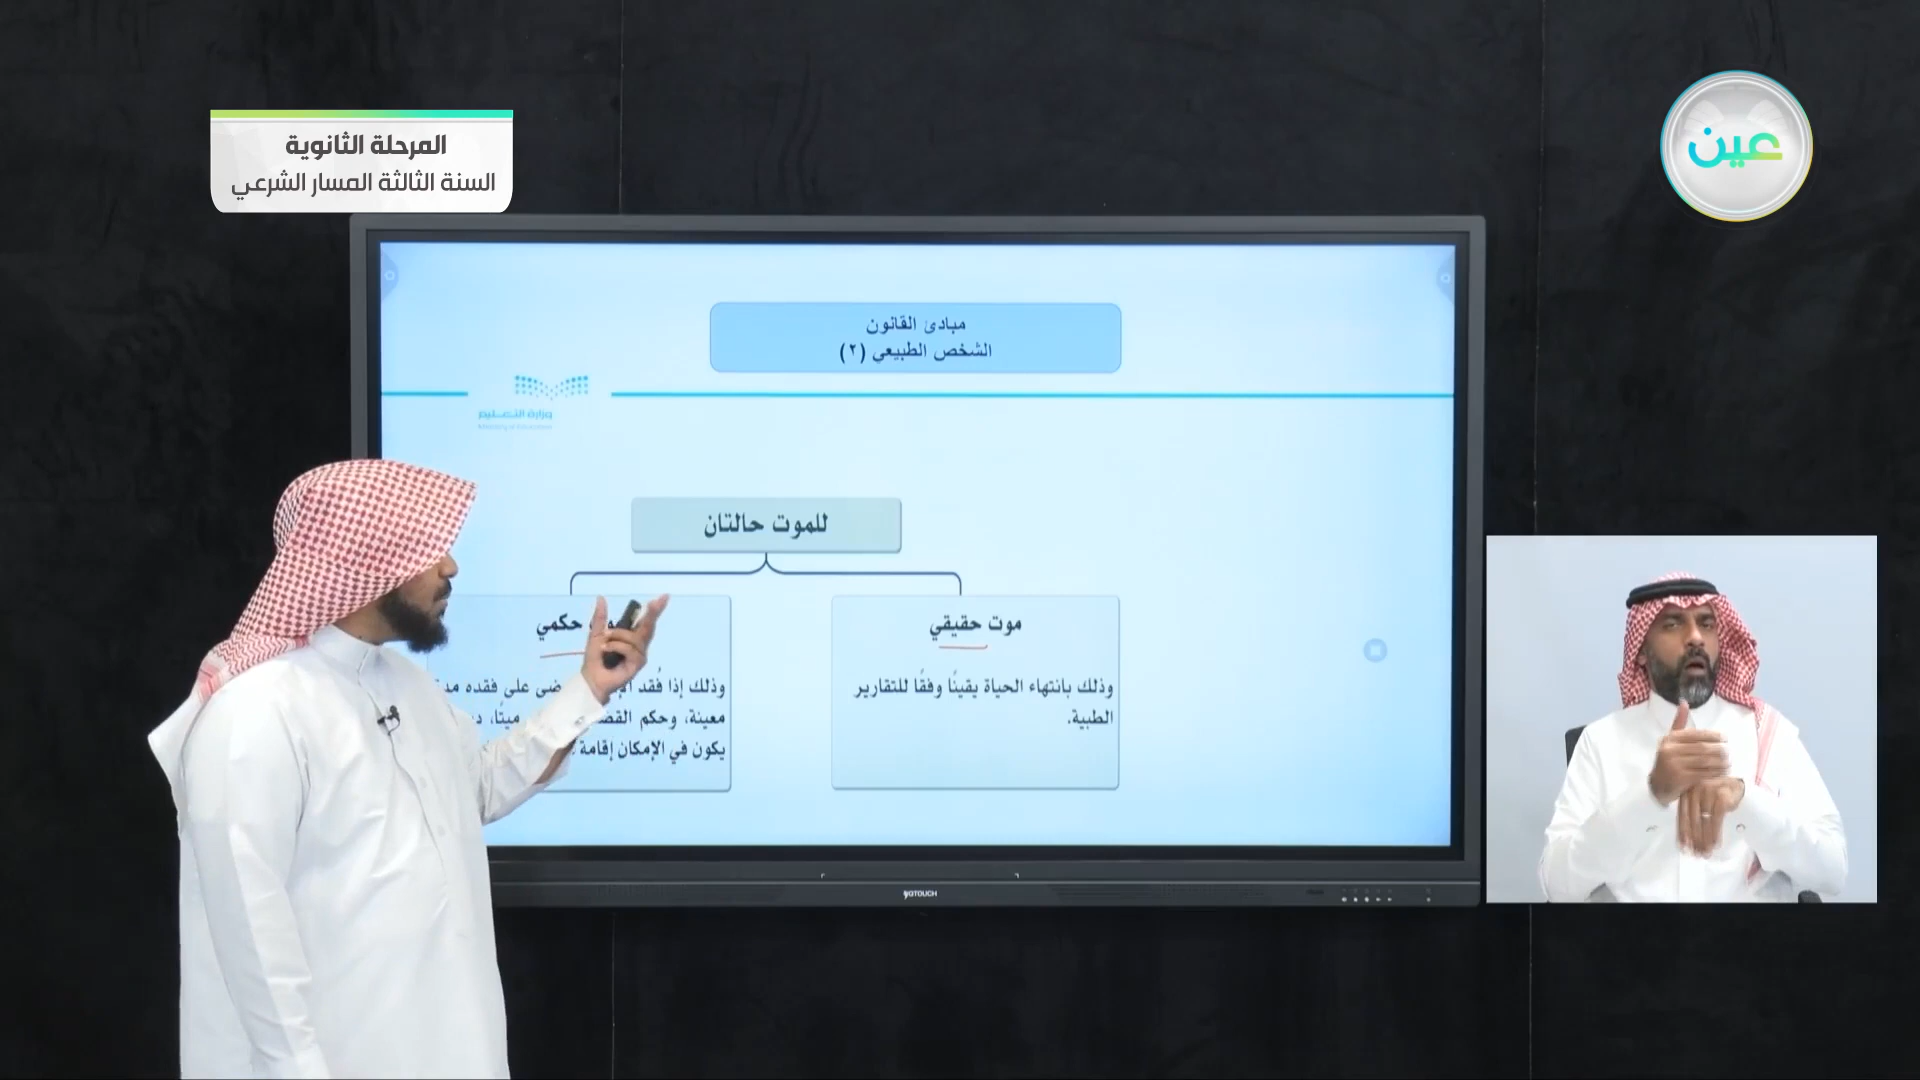 المرحلة الثانوية
السنة الثالثة المسار الشرعي
عين
مبادئ القانون
الشخص الطبيعي (٢)
وزارة التعليم
للموت حالتان
موت حقيقي
وذلك بانتهاء الحياة يقينًا وفقًا للتقارير
الطبية.
حكمي
وذلك إذا فُقد على فقده
معينة، وحكم ميتًا،
يكون في الإمكان إقامة